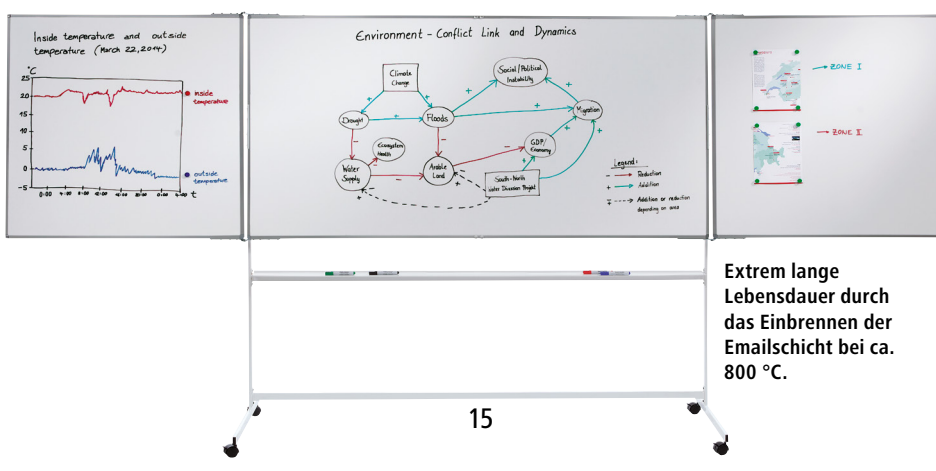 Inside temperature and outside
temperature (March 22, 2014)
°C
25
20
15
10
5
0
-5
t
inside
temperature
outside
temperature
Environment - Conflict Link and Dynamics
Climate
Change
Social/Political
Instability
Drought
Floods
Migration
Ecosystem
Health
GDP/
Economy
Water
Supply
Arable
Land
South-North
Water Diversion Projekt
Legend:
- Reduction
+ Addition
Addition or reduction
depending on area
ZONE I
ZONE II
Extrem lange
Lebensdauer durch
das Einbrennen der
Emailschicht bei ca.
800 °C.
15